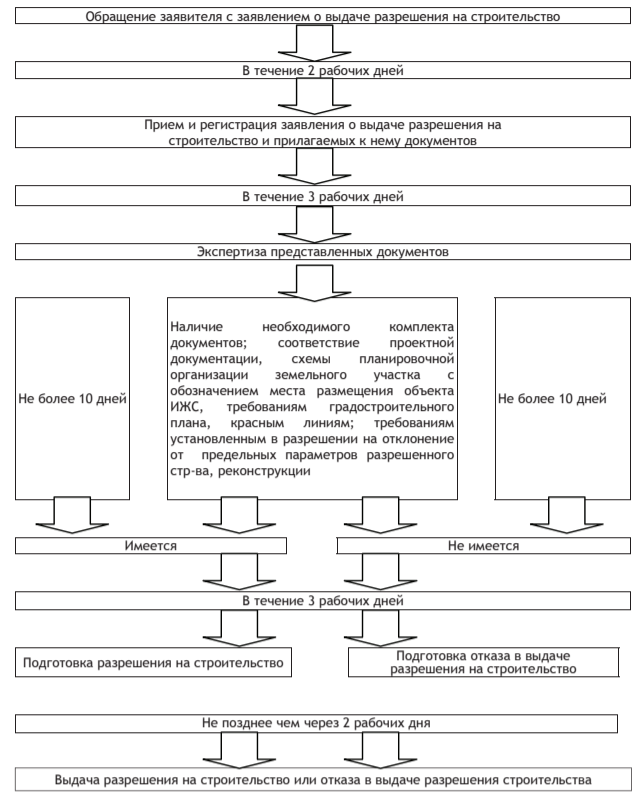 Обращение заявителя с заявлением о выдаче разрешения на строительство
В течение 2 рабочих дней
Прием и регистрация заявления о выдаче разрешения на
строительство и прилагаемых к нему документов
В течение 3 рабочих дней
Экспертиза представленных документов
Не более 10 дней
Наличие необходимого комплекта
документов; соответствие проектной
документации, схемы планировочной
организации земельного участка с
обозначением места размещения объекта
ИЖС, требованиям градостроительного
плана, красным линиям; требованиям
установленным в разрешении на отклонение
от предельных параметров разрешенного
стр-ва, реконструкции
Не более 10 дней
Имеется
Не имеется
В течение 3 рабочих дней
Подготовка разрешения на строительство
Подготовка отказа в выдаче
разрешения на строительство
Не позднее чем через 2 рабочих дня
Выдача разрешения на строительство или отказа в выдаче разрешения строительства